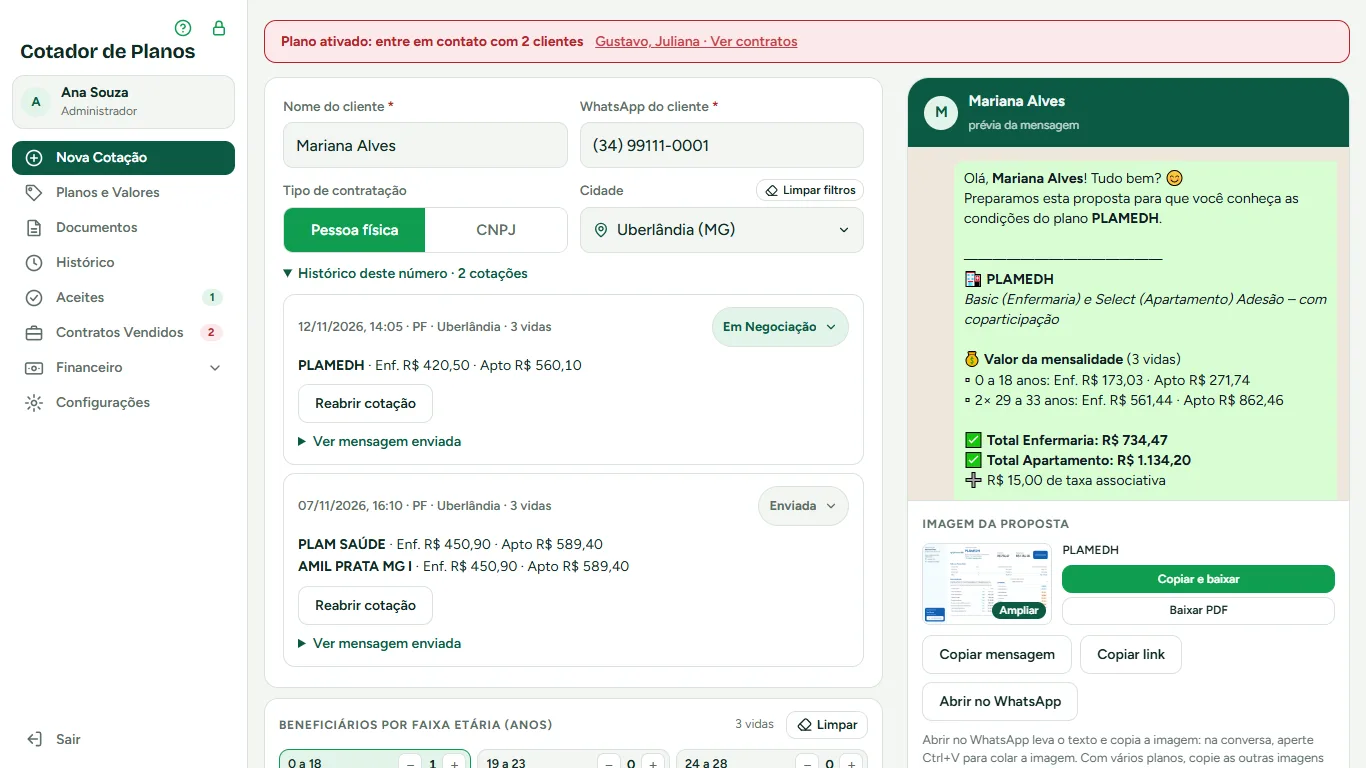 Cotador de Planos
A
Ana Souza
Administrador
Nova Cotação
Planos e Valores
Documentos
Histórico
Aceites 1
Contratos Vendidos 2
Financeiro
Configurações
Sair
Plano ativado: entre em contato com 2 clientes Gustavo, Juliana · Ver contratos
Nome do cliente *
Mariana Alves
WhatsApp do cliente *
(34) 99111-0001
Tipo de contratação
Pessoa física CNPJ
Cidade Limpar filtros
Uberlândia (MG)
▼ Histórico deste número · 2 cotações
12/11/2026, 14:05 · PF · Uberlândia · 3 vidas Em Negociação
PLAMEDH · Enf. R$ 420,50 · Apto R$ 560,10
Reabrir cotação
▶ Ver mensagem enviada
07/11/2026, 16:10 · PF · Uberlândia · 3 vidas Enviada
PLAM SAÚDE · Enf. R$ 450,90 · Apto R$ 589,40
AMIL PRATA MG I · Enf. R$ 450,90 · Apto R$ 589,40
Reabrir cotação
▶ Ver mensagem enviada
BENEFICIÁRIOS POR FAIXA ETÁRIA (ANOS) 3 vidas Limpar
0 a 18 − 1 +
19 a 23 − 0 +
24 a 28 − 0 +
M
Mariana Alves
prévia da mensagem
Olá, Mariana Alves! Tudo bem? 😊
Preparamos esta proposta para que você conheça as
condições do plano PLAMEDH.
🏥 PLAMEDH
Basic (Enfermaria) e Select (Apartamento) Adesão – com
coparticipação
💰 Valor da mensalidade (3 vidas)
▫ 0 a 18 anos: Enf. R$ 173,03 · Apto R$ 271,74
▫ 2× 29 a 33 anos: Enf. R$ 561,44 · Apto R$ 862,46
✅ Total Enfermaria: R$ 734,47
✅ Total Apartamento: R$ 1.134,20
➕ R$ 15,00 de taxa associativa
IMAGEM DA PROPOSTA
Ampliar
PLAMEDH
Copiar e baixar
Baixar PDF
Copiar mensagem
Copiar link
Abrir no WhatsApp
Abrir no WhatsApp leva o texto e copia a imagem: na conversa, aperte
Ctrl+V para colar a imagem. Com vários planos, copie as outras imagens